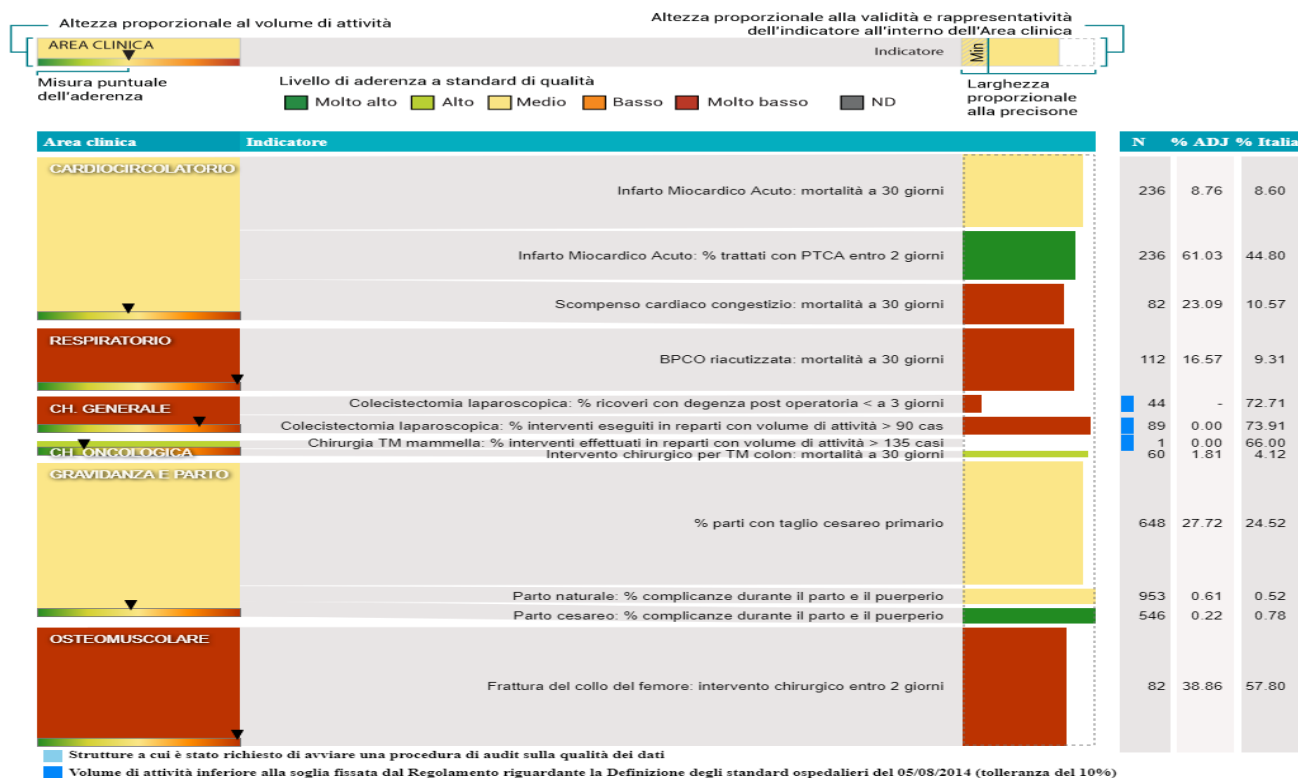 Altezza proporzionale al volume di attività
Altezza proporzionale alla validità e rappresentatività
dell'indicatore all'interno dell'Area clinica
AREA CLINICA
Indicatore
Min
Misura puntuale
dell'aderenza
Livello di aderenza a standard di qualità
Molto alto Alto Medio Basso Molto basso ND
Larghezza
proporzionale
alla precisone
Area clinica Indicatore N % ADJ % Italia
CARDIOCIRCOLATORIO
Infarto Miocardico Acuto: mortalità a 30 giorni 236 8.76 8.60
Infarto Miocardico Acuto: % trattati con PTCA entro 2 giorni 236 61.03 44.80
Scompenso cardiaco congestizio: mortalità a 30 giorni 82 23.09 10.57
RESPIRATORIO
BPCO riacutizzata: mortalità a 30 giorni 112 16.57 9.31
CH. GENERALE
Colecistectomia laparoscopica: % ricoveri con degenza post operatoria < a 3 giorni 44 - 72.71
Colecistectomia laparoscopica: % interventi eseguiti in reparti con volume di attività > 90 cas 89 0.00 73.91
Chirurgia TM mammella: % interventi effettuati in reparti con volume di attività > 135 casi 1 0.00 66.00
CH. ONCOLOGICA
Intervento chirurgico per TM colon: mortalità a 30 giorni 60 1.81 4.12
GRAVIDANZA E PARTO
% parti con taglio cesareo primario 648 27.72 24.52
Parto naturale: % complicanze durante il parto e il puerperio 953 0.61 0.52
Parto cesareo: % complicanze durante il parto e il puerperio 546 0.22 0.78
OSTEOMUSCOLARE
Frattura del collo del femore: intervento chirurgico entro 2 giorni 82 38.86 57.80
Strutture a cui è stato richiesto di avviare una procedura di audit sulla qualità dei dati
Volume di attività inferiore alla soglia fissata dal Regolamento riguardante la Definizione degli standard ospedalieri del 05/08/2014 (tolleranza del 10%)